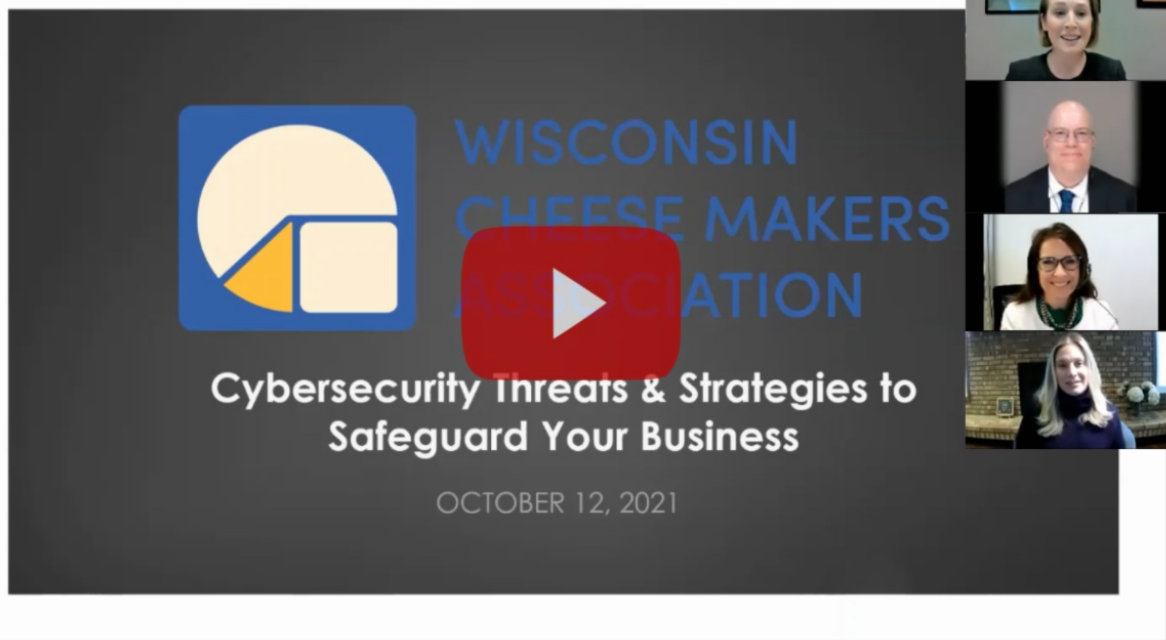 WISCONSIN
CHEESE MAKERS
ASSOCIATION
Cybersecurity Threats & Strategies to
Safeguard Your Business
OCTOBER 12, 2021